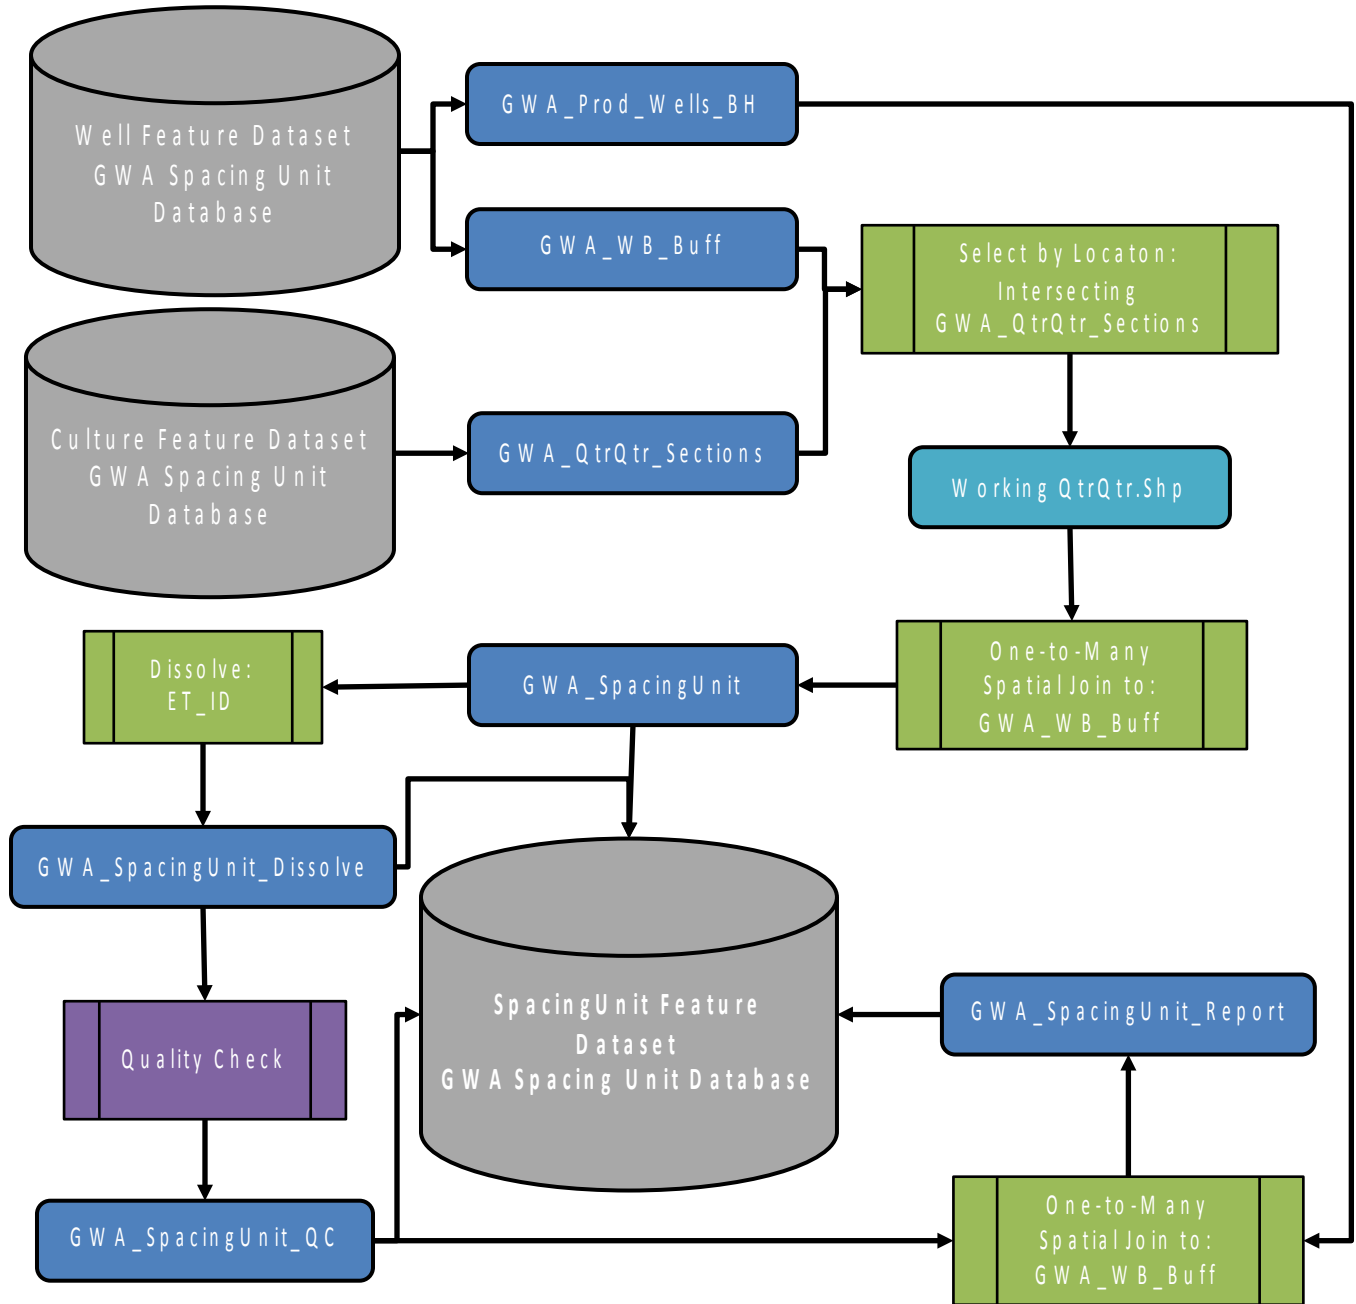 Well Feature Dataset
GWA Spacing Unit
Database
GWA_Prod_Wells_BH
GWA_WB_Buff
Select by Locaton:
Intersecting
GWA_QtrQtr_Sections
Culture Feature Dataset
GWA Spacing Unit
Database
GWA_QtrQtr_Sections
Working QtrQtr.Shp
Dissolve:
ET_ID
GWA_SpacingUnit
One-to-Many
Spatial Join to:
GWA_WB_Buff
GWA_SpacingUnit_Dissolve
SpacingUnit Feature
Dataset
GWA Spacing Unit Database
GWA_SpacingUnit_Report
Quality Check
GWA_SpacingUnit_QC
One-to-Many
Spatial Join to:
GWA_WB_Buff